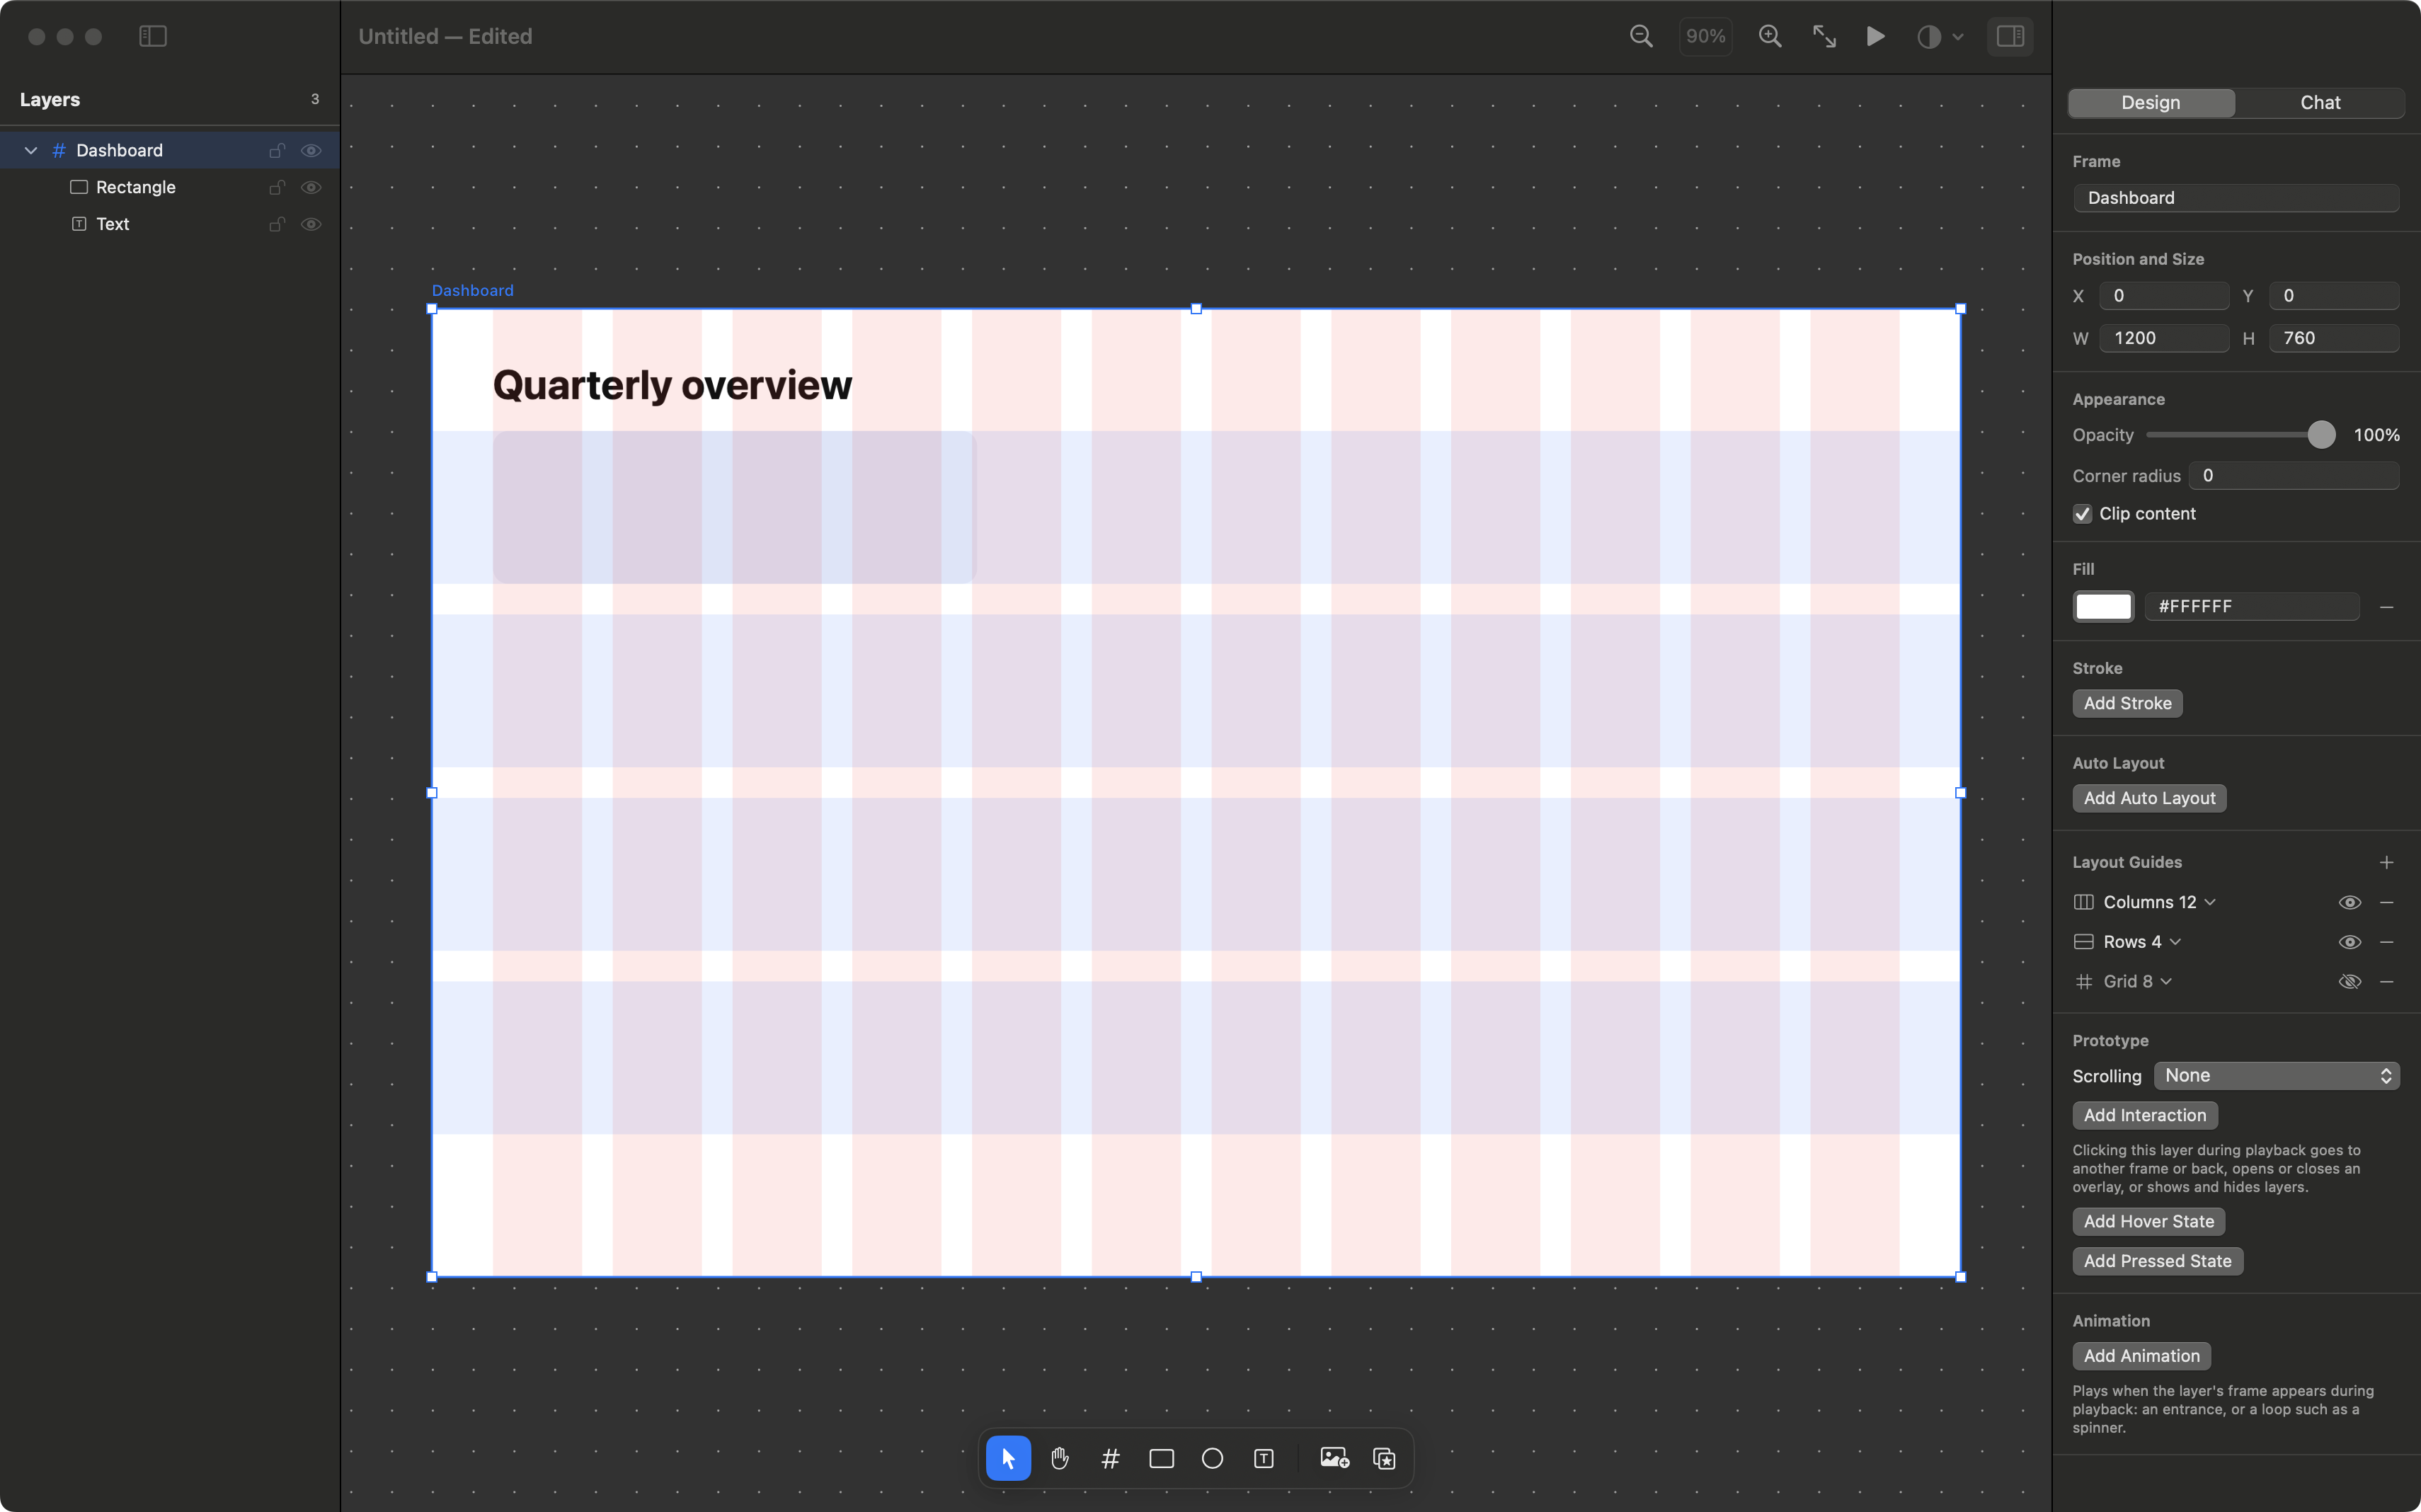 Untitled — Edited
90%
Layers
3
Dashboard
Rectangle
Text
Dashboard
Quarterly overview
Design
Chat
Frame
Dashboard
Position and Size
X 0 Y 0
W 1200 H 760
Appearance
Opacity 100%
Corner radius 0
Clip content
Fill
#FFFFFF
Stroke
Add Stroke
Auto Layout
Add Auto Layout
Layout Guides
Columns 12
Rows 4
Grid 8
Prototype
Scrolling None
Add Interaction
Clicking this layer during playback goes to
another frame or back, opens or closes an
overlay, or shows and hides layers.
Add Hover State
Add Pressed State
Animation
Add Animation
Plays when the layer's frame appears during
playback: an entrance, or a loop such as a
spinner.